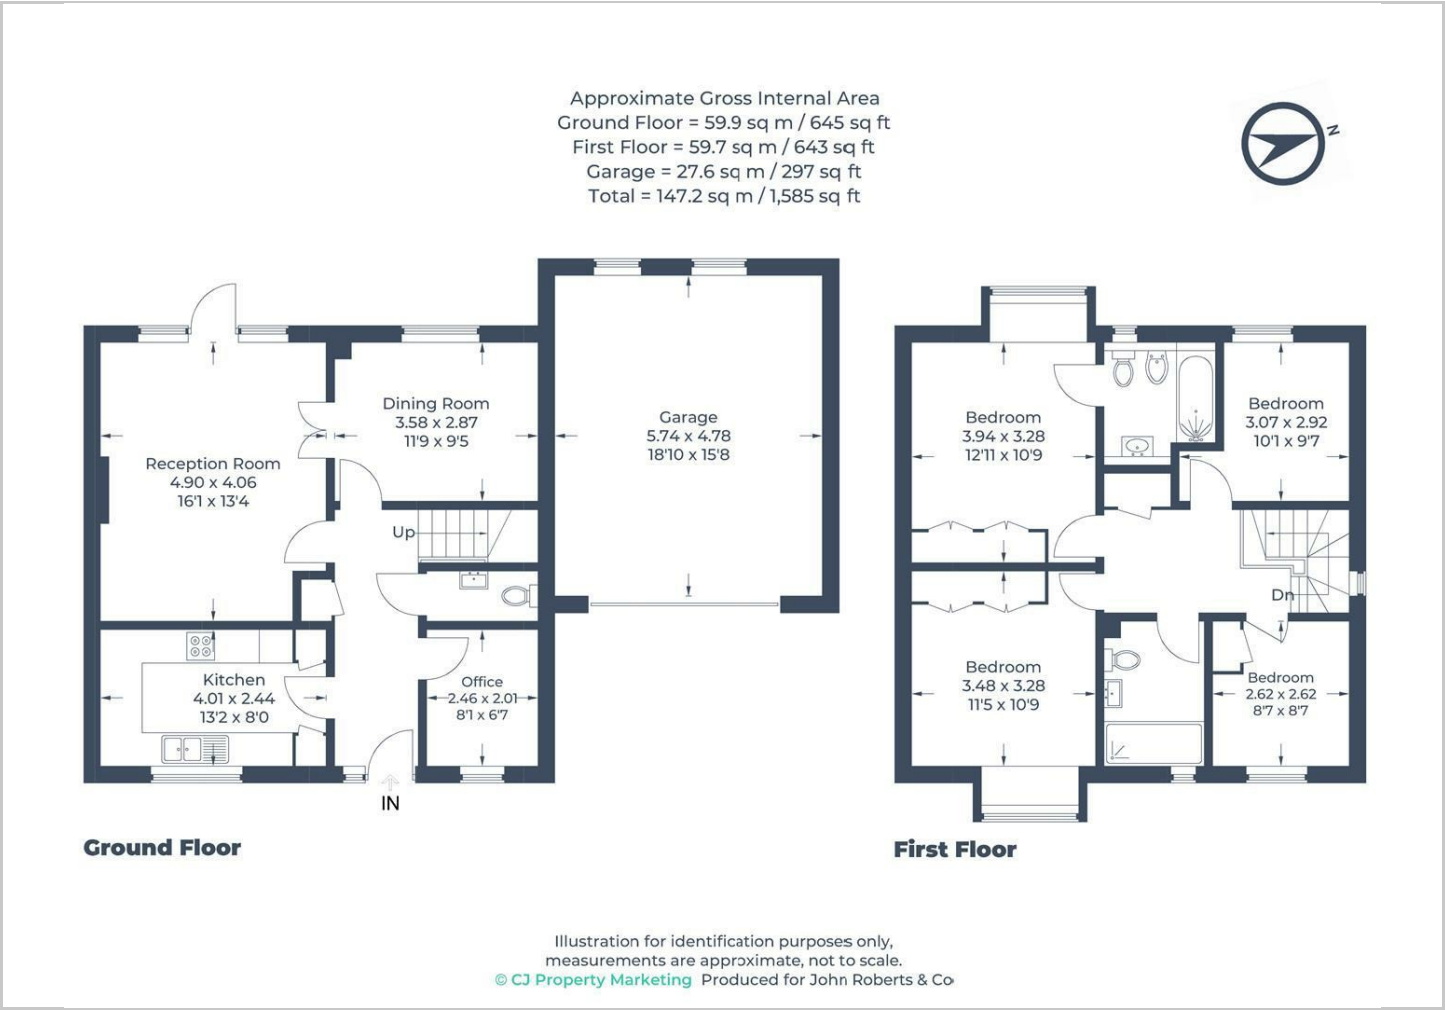 Approximate Gross Internal Area
Ground Floor = 59.9 sq m / 645 sq ft
First Floor = 59.7 sq m / 643 sq ft
Garage = 27.6 sq m / 297 sq ft
Total = 147.2 sq m / 1,585 sq ft
N
Reception Room
4.90 x 4.06
16'1 x 13'4
Dining Room
3.58 x 2.87
11'9 x 9'5
Garage
5.74 x 4.78
18'10 x 15'8
Up
Kitchen
4.01 x 2.44
13'2 x 8'0
Office
2.46 x 2.01
8'1 x 6'7
IN
Ground Floor
Bedroom
3.94 x 3.28
12'11 x 10'9
Bedroom
3.07 x 2.92
10'1 x 9'7
Dn
Bedroom
3.48 x 3.28
11'5 x 10'9
Bedroom
2.62 x 2.62
8'7 x 8'7
First Floor
Illustration for identification purposes only,
measurements are approximate, not to scale.
© CJ Property Marketing Produced for John Roberts & Co